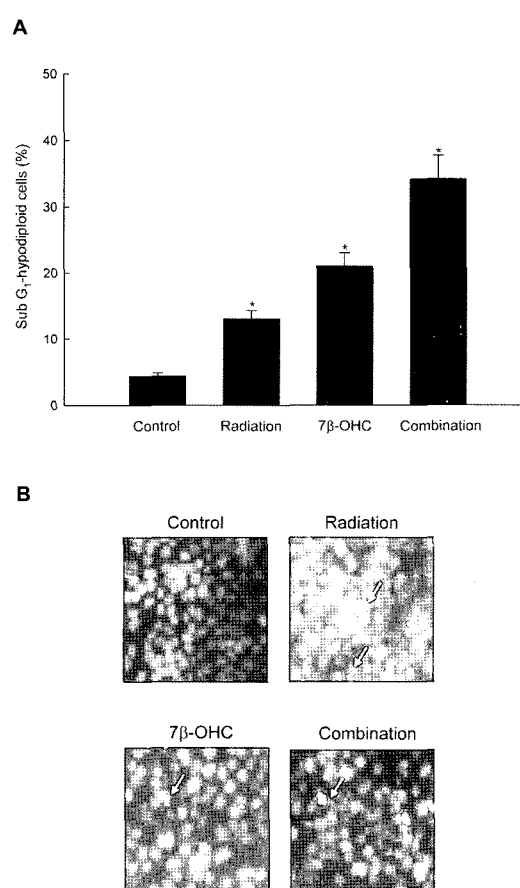 A
50
40
30
20
10
0
Sub G₁-hypodiploid cells (%)
*
*
*
Control Radiation 7β-OHC Combination
B
Control Radiation
7β-OHC Combination